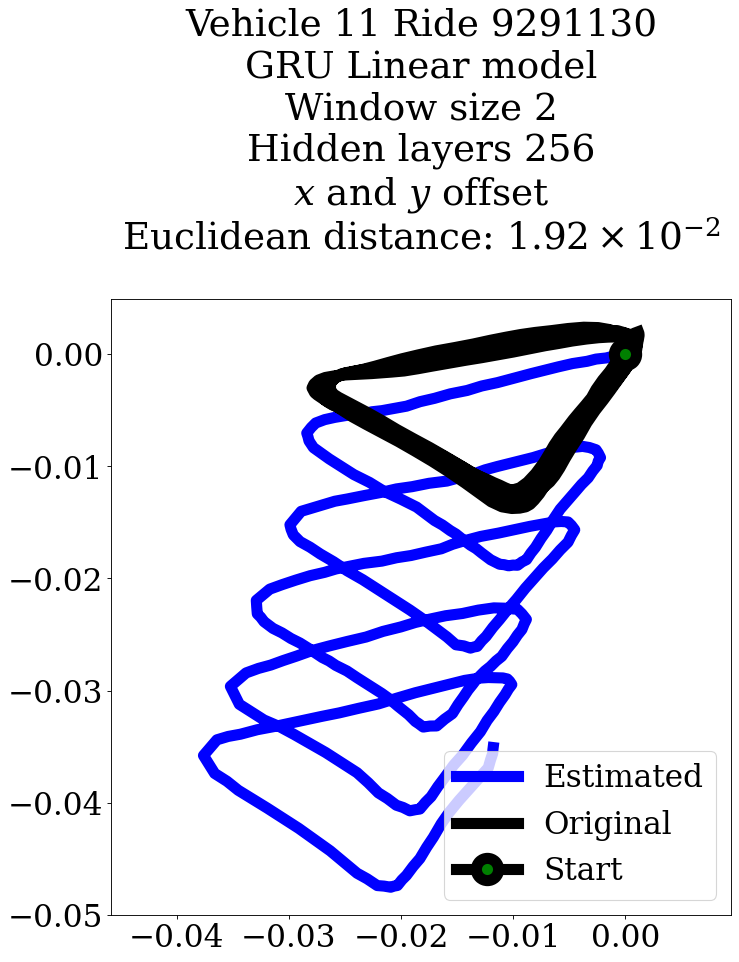 Vehicle 11 Ride 9291130
GRU Linear model
Window size 2
Hidden layers 256
x and y offset
Euclidean distance: 1.92 × 10⁻²
0.00
−0.01
−0.02
−0.03
−0.04
−0.05
Estimated
Original
Start
−0.04 −0.03 −0.02 −0.01 0.00